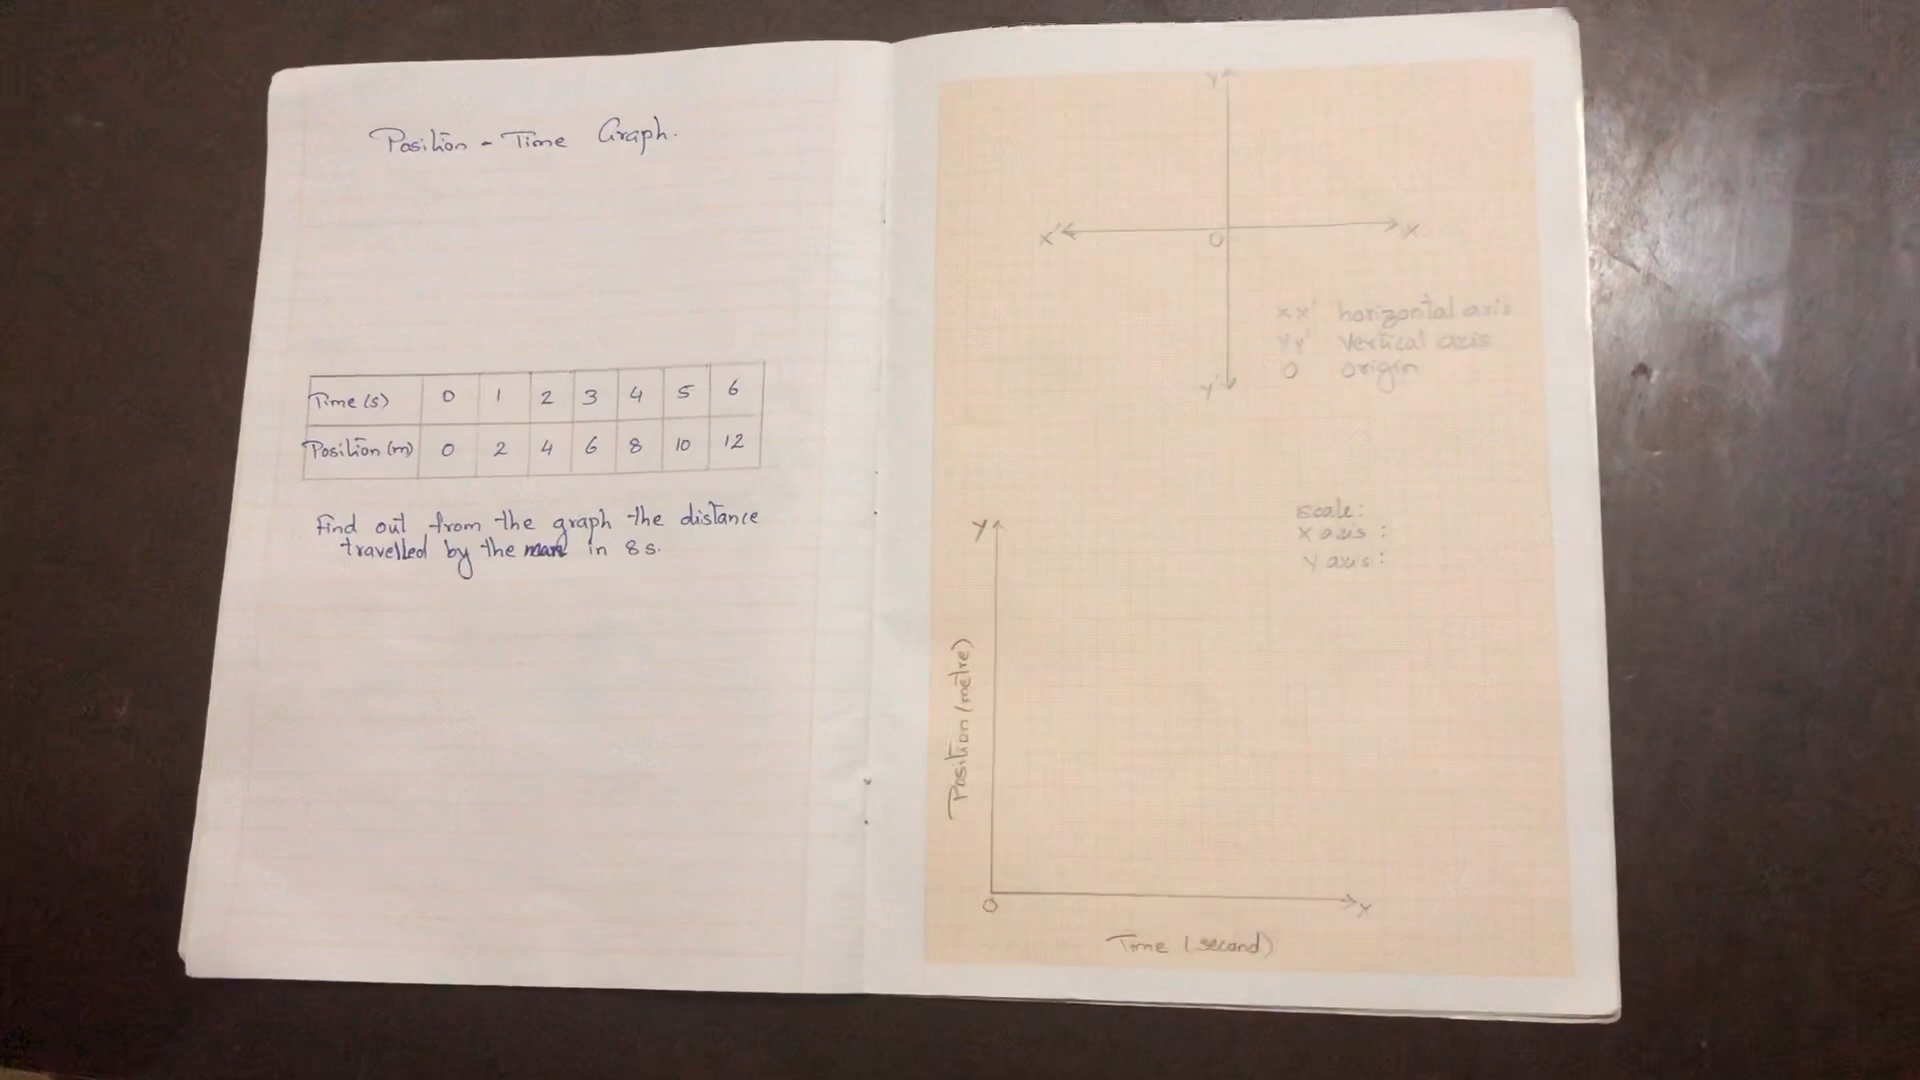 Position - Time Graph.
Time (s) 0 1 2 3 4 5 6
Position (m) 0 2 4 6 8 10 12
Find out from the graph the distance
travelled by the man in 8 s.
Y
X' O X
Y'
XX' horizontal axis
YY' vertical axis
O origin
scale:
X axis :
Y axis:
Y
Position (metre)
O X
Time (second)